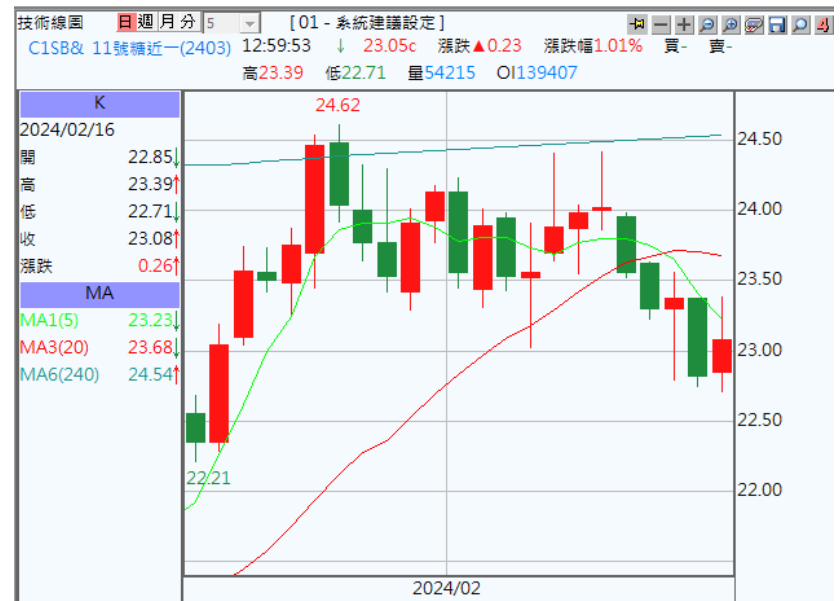 技術線圖 日 週 月 分 5 [ 01 - 系統建議設定 ]
C1SB& 11號糖近一(2403) 12:59:53 ↓ 23.05c 漲跌▲0.23 漲跌幅1.01% 買- 賣-
高23.39 低22.71 量54215 OI139407
K
2024/02/16
開 22.85↓
高 23.39↑
低 22.71↓
收 23.08↑
漲跌 0.26↑
MA
MA1(5) 23.23↓
MA3(20) 23.68↓
MA6(240) 24.54↑
24.62
22.21
24.50
24.00
23.50
23.00
22.50
22.00
2024/02